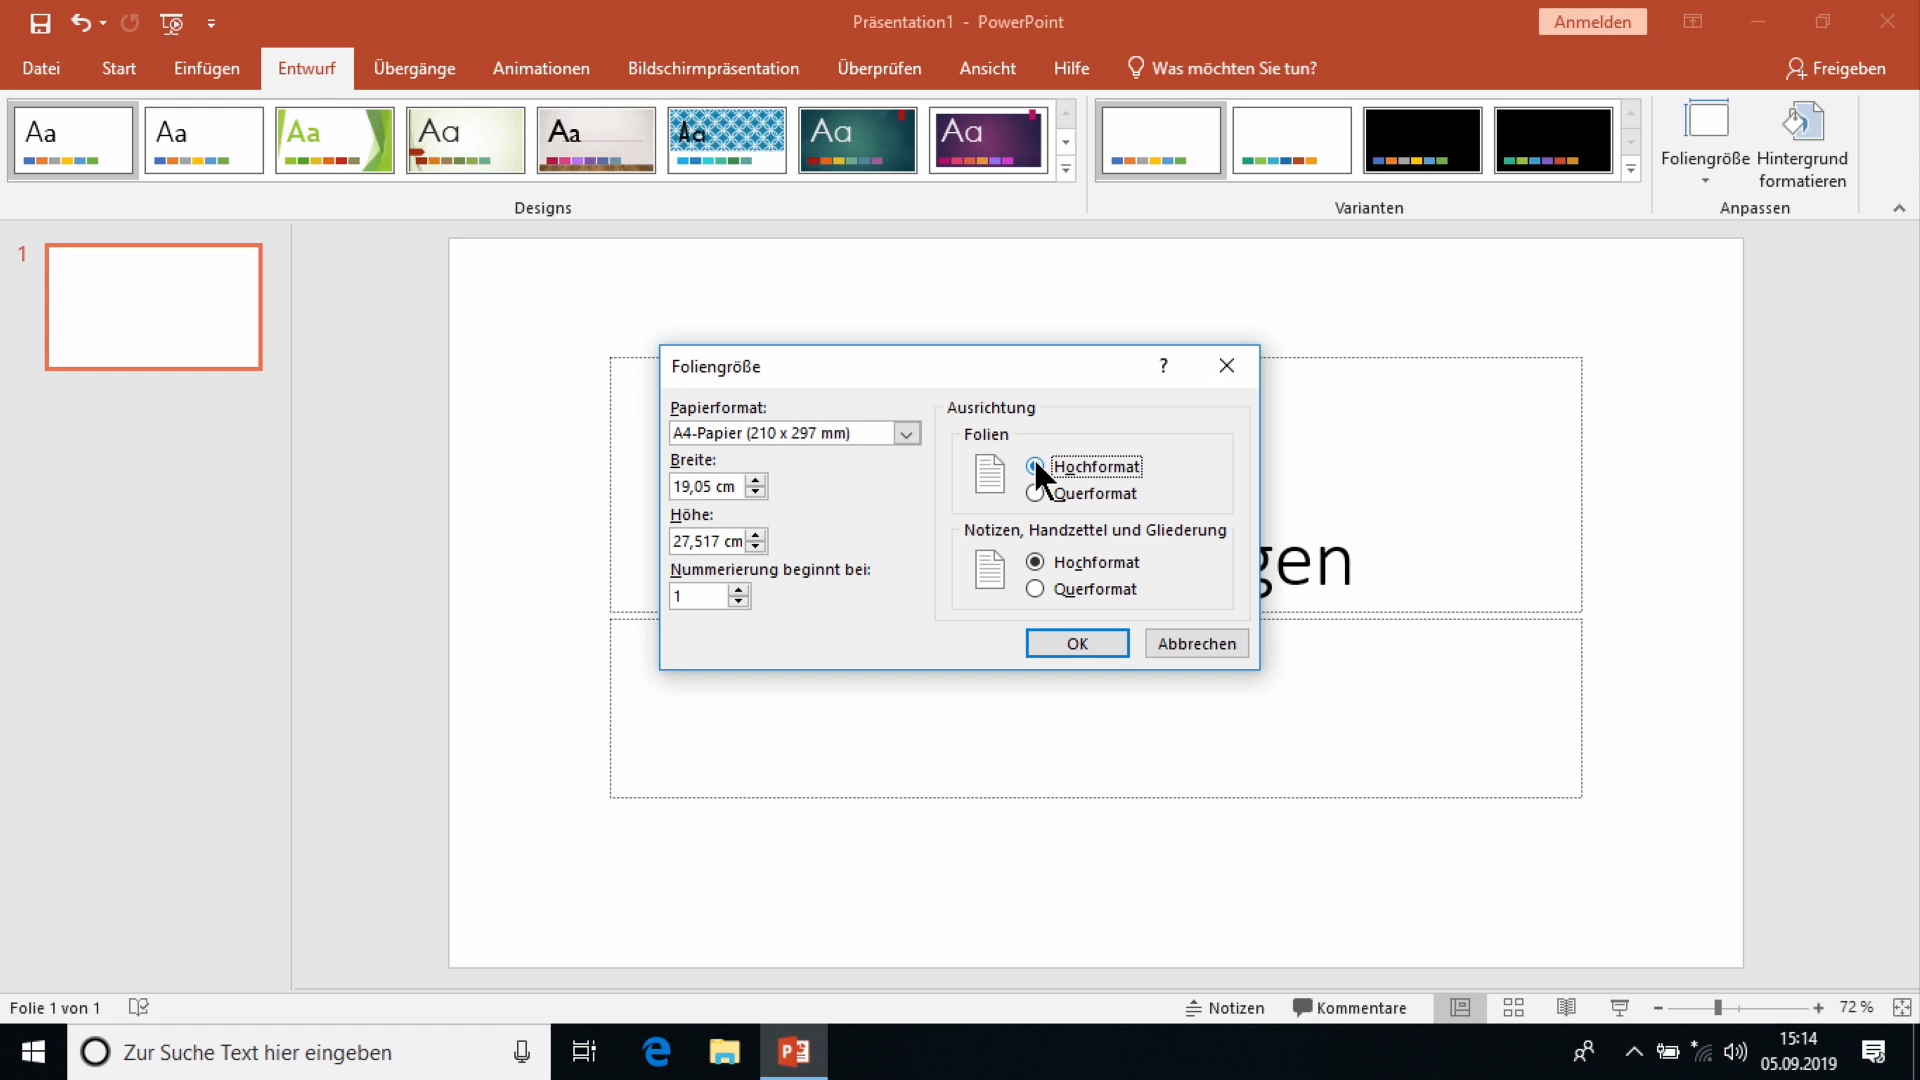 Präsentation1 - PowerPoint
Anmelden
Datei Start Einfügen Entwurf Übergänge Animationen Bildschirmpräsentation Überprüfen Ansicht Hilfe Was möchten Sie tun? Freigeben
Aa Aa Aa Aa Aa Aa Aa Aa
Foliengröße Hintergrund
formatieren
Designs Varianten Anpassen
1
Foliengröße ?
Papierformat:
A4-Papier (210 x 297 mm)
Breite:
19,05 cm
Höhe:
27,517 cm
Nummerierung beginnt bei:
1
Ausrichtung
Folien
Hochformat
Querformat
Notizen, Handzettel und Gliederung
Hochformat
Querformat
OK Abbrechen
gen
Folie 1 von 1 Notizen Kommentare 72 %
Zur Suche Text hier eingeben
15:14
05.09.2019